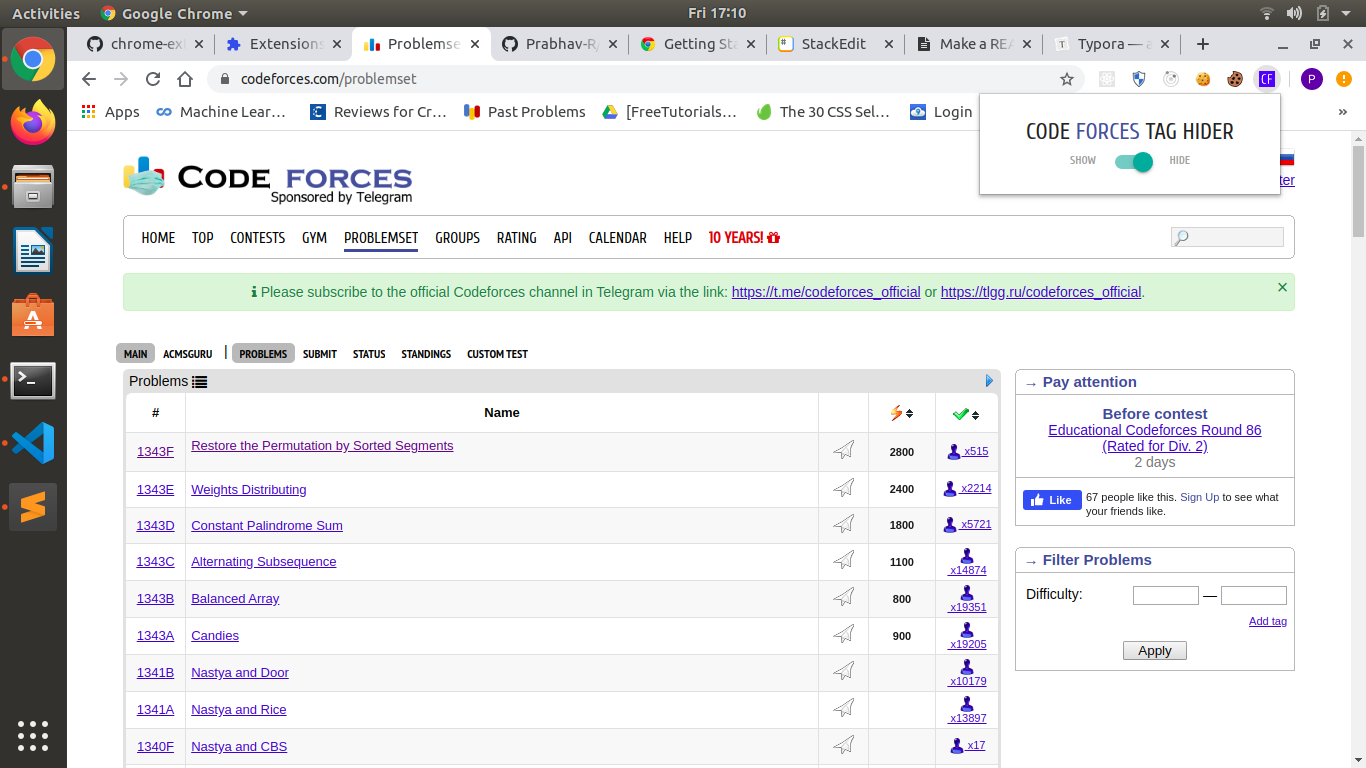 Activities Google Chrome Fri 17:10
chrome-ex Extensions Problemse Prabhav-R Getting Sta StackEdit Make a REA Typora — a
codeforces.com/problemset CF P
Apps Machine Lear… Reviews for Cr… Past Problems [FreeTutorials… The 30 CSS Sel… Login »
CODE FORCES TAG HIDER
SHOW HIDE
CODE FORCES
Sponsored by Telegram
HOME TOP CONTESTS GYM PROBLEMSET GROUPS RATING API CALENDAR HELP 10 YEARS!
Please subscribe to the official Codeforces channel in Telegram via the link: https://t.me/codeforces_official or https://tlgg.ru/codeforces_official.
MAIN ACMSGURU | PROBLEMS SUBMIT STATUS STANDINGS CUSTOM TEST
Problems
# Name
1343F Restore the Permutation by Sorted Segments 2800 x515
1343E Weights Distributing 2400 x2214
1343D Constant Palindrome Sum 1800 x5721
1343C Alternating Subsequence 1100 x14874
1343B Balanced Array 800 x19351
1343A Candies 900 x19205
1341B Nastya and Door x10179
1341A Nastya and Rice x13897
1340F Nastya and CBS x17
→ Pay attention
Before contest
Educational Codeforces Round 86
(Rated for Div. 2)
2 days
Like 67 people like this. Sign Up to see what
your friends like.
→ Filter Problems
Difficulty: —
Add tag
Apply